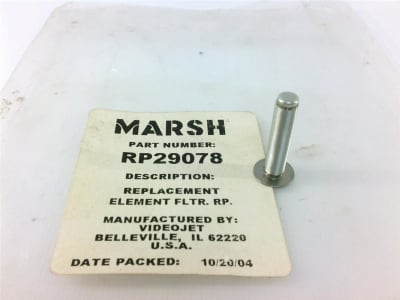 MARSH
PART NUMBER:
RP29078
DESCRIPTION:
REPLACEMENT
ELEMENT FLTR. RP.
MANUFACTURED BY:
VIDEOJET
BELLEVILLE, IL 62220
U.S.A.
DATE PACKED: 10/20/04